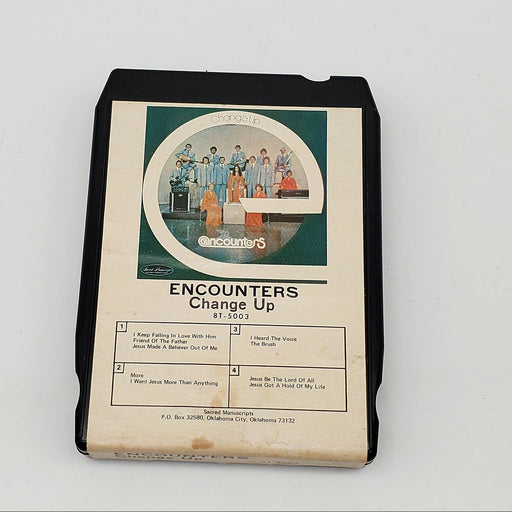 Change Up
encounters
ENCOUNTERS
Change Up
8T-5003
1
I Keep Falling In Love With Him
Friend Of The Father
Jesus Made A Believer Out Of Me
2
More
I Want Jesus More Than Anything
3
I Heard The Voice
The Brush
4
Jesus Be The Lord Of All
Jesus Got A Hold Of My Life
Sacred Manuscripts
P.O. Box 32580, Oklahoma City, Oklahoma 73132
ENCOUNTERS
Change Up